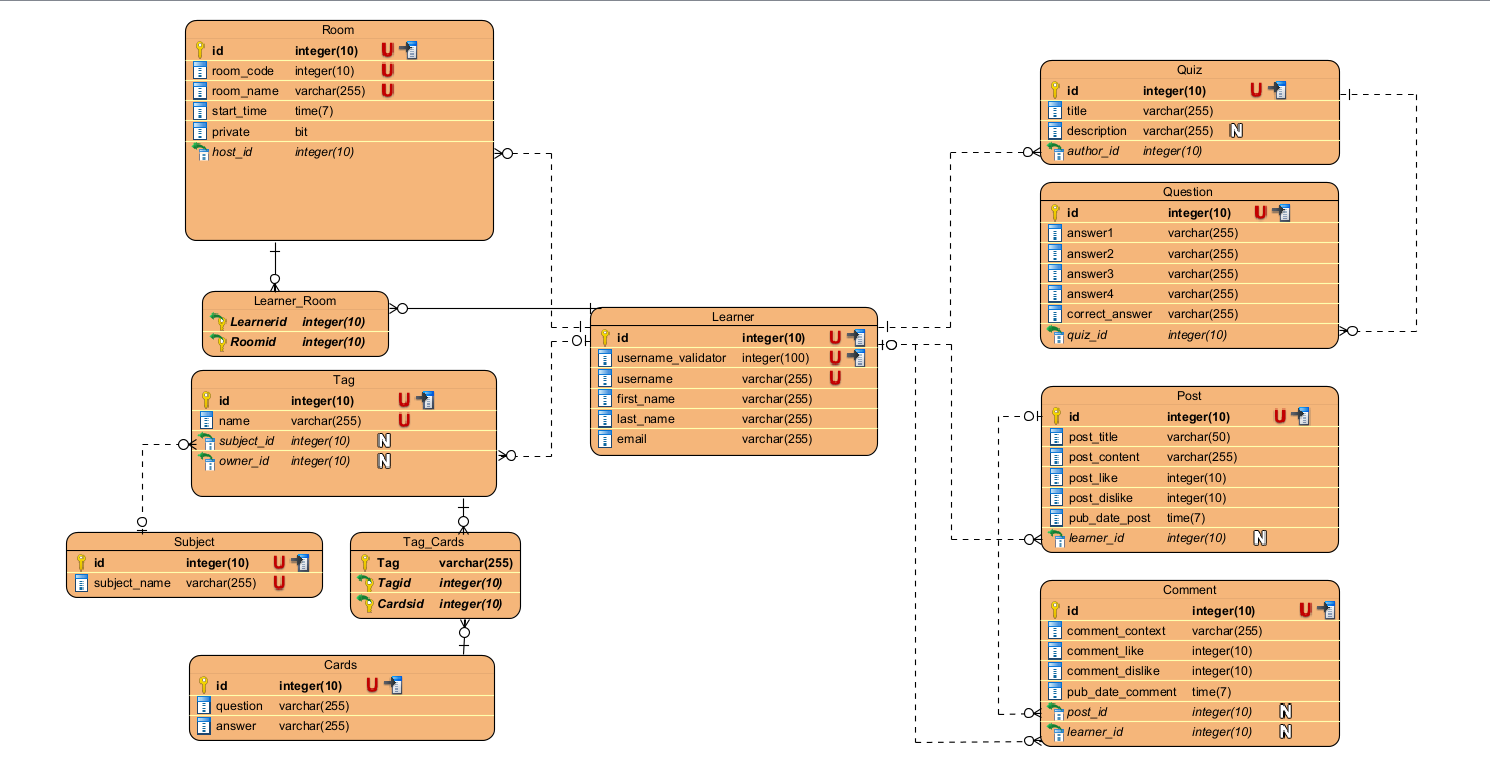 Room
id integer(10) U
room_code integer(10) U
room_name varchar(255) U
start_time time(7)
private bit
host_id integer(10)
Learner_Room
Learnerid integer(10)
Roomid integer(10)
Tag
id integer(10) U
name varchar(255) U
subject_id integer(10) N
owner_id integer(10) N
Subject
id integer(10) U
subject_name varchar(255) U
Tag_Cards
Tag varchar(255)
Tagid integer(10)
Cardsid integer(10)
Cards
id integer(10) U
question varchar(255)
answer varchar(255)
Learner
id integer(10) U
username_validator integer(100) U
username varchar(255) U
first_name varchar(255)
last_name varchar(255)
email varchar(255)
Quiz
id integer(10) U
title varchar(255)
description varchar(255) N
author_id integer(10)
Question
id integer(10) U
answer1 varchar(255)
answer2 varchar(255)
answer3 varchar(255)
answer4 varchar(255)
correct_answer varchar(255)
quiz_id integer(10)
Post
id integer(10) U
post_title varchar(50)
post_content varchar(255)
post_like integer(10)
post_dislike integer(10)
pub_date_post time(7)
learner_id integer(10) N
Comment
id integer(10) U
comment_context varchar(255)
comment_like integer(10)
comment_dislike integer(10)
pub_date_comment time(7)
post_id integer(10) N
learner_id integer(10) N